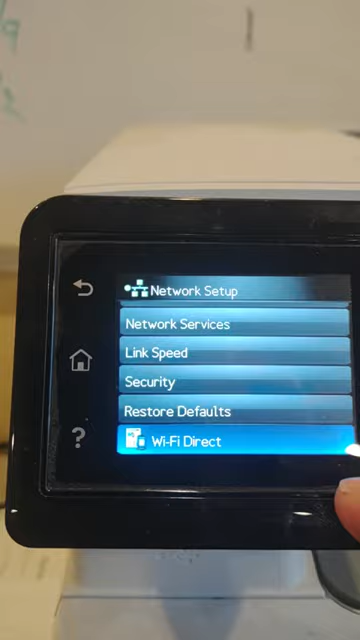 Network Setup
Network Services
Link Speed
Security
Restore Defaults
Wi-Fi Direct
?